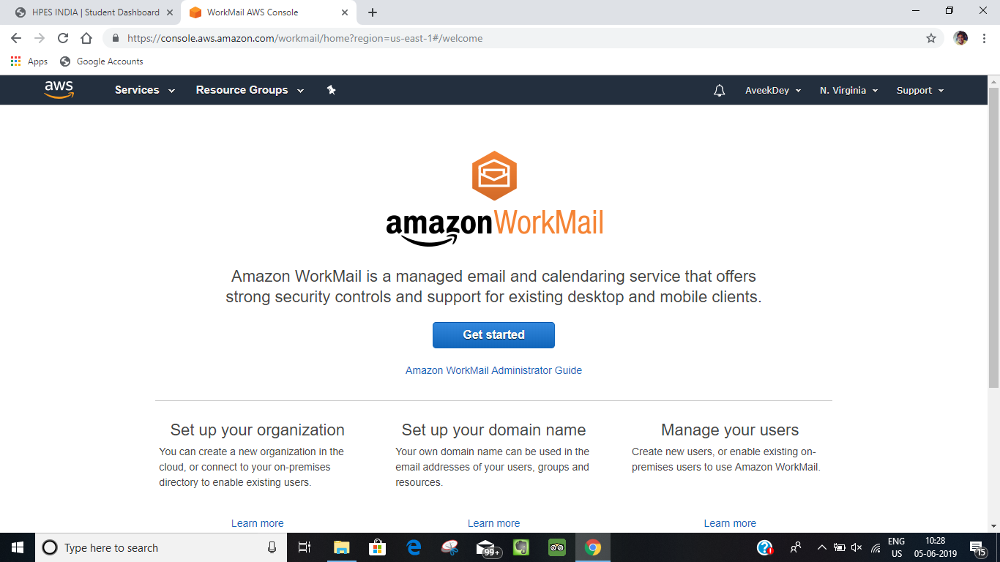 HPES INDIA | Student Dashboard
WorkMail AWS Console
https://console.aws.amazon.com/workmail/home?region=us-east-1#/welcome
Apps
Google Accounts
aws
Services
Resource Groups
AveekDey
N. Virginia
Support
amazonWorkMail
Amazon WorkMail is a managed email and calendaring service that offers
strong security controls and support for existing desktop and mobile clients.
Get started
Amazon WorkMail Administrator Guide
Set up your organization
You can create a new organization in the
cloud, or connect to your on-premises
directory to enable existing users.
Learn more
Set up your domain name
Your own domain name can be used in the
email addresses of your users, groups and
resources.
Learn more
Manage your users
Create new users, or enable existing on-
premises users to use Amazon WorkMail.
Learn more
Type here to search
99+
ENG
US
10:28
05-06-2019
15